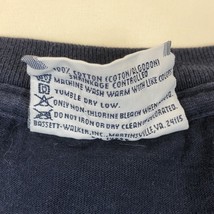 100% COTTON (COTON/ALGODON)
SHRINKAGE CONTROLLED
MACHINE WASH WARM WITH LIKE COLORS
TUMBLE DRY LOW.
ONLY NON-CHLORINE BLEACH WHEN NEEDED
DO NOT IRON OR DRY CLEAN DECORATED.
BASSETT-WALKER, INC. MARTINSVILLE, VA. 24115